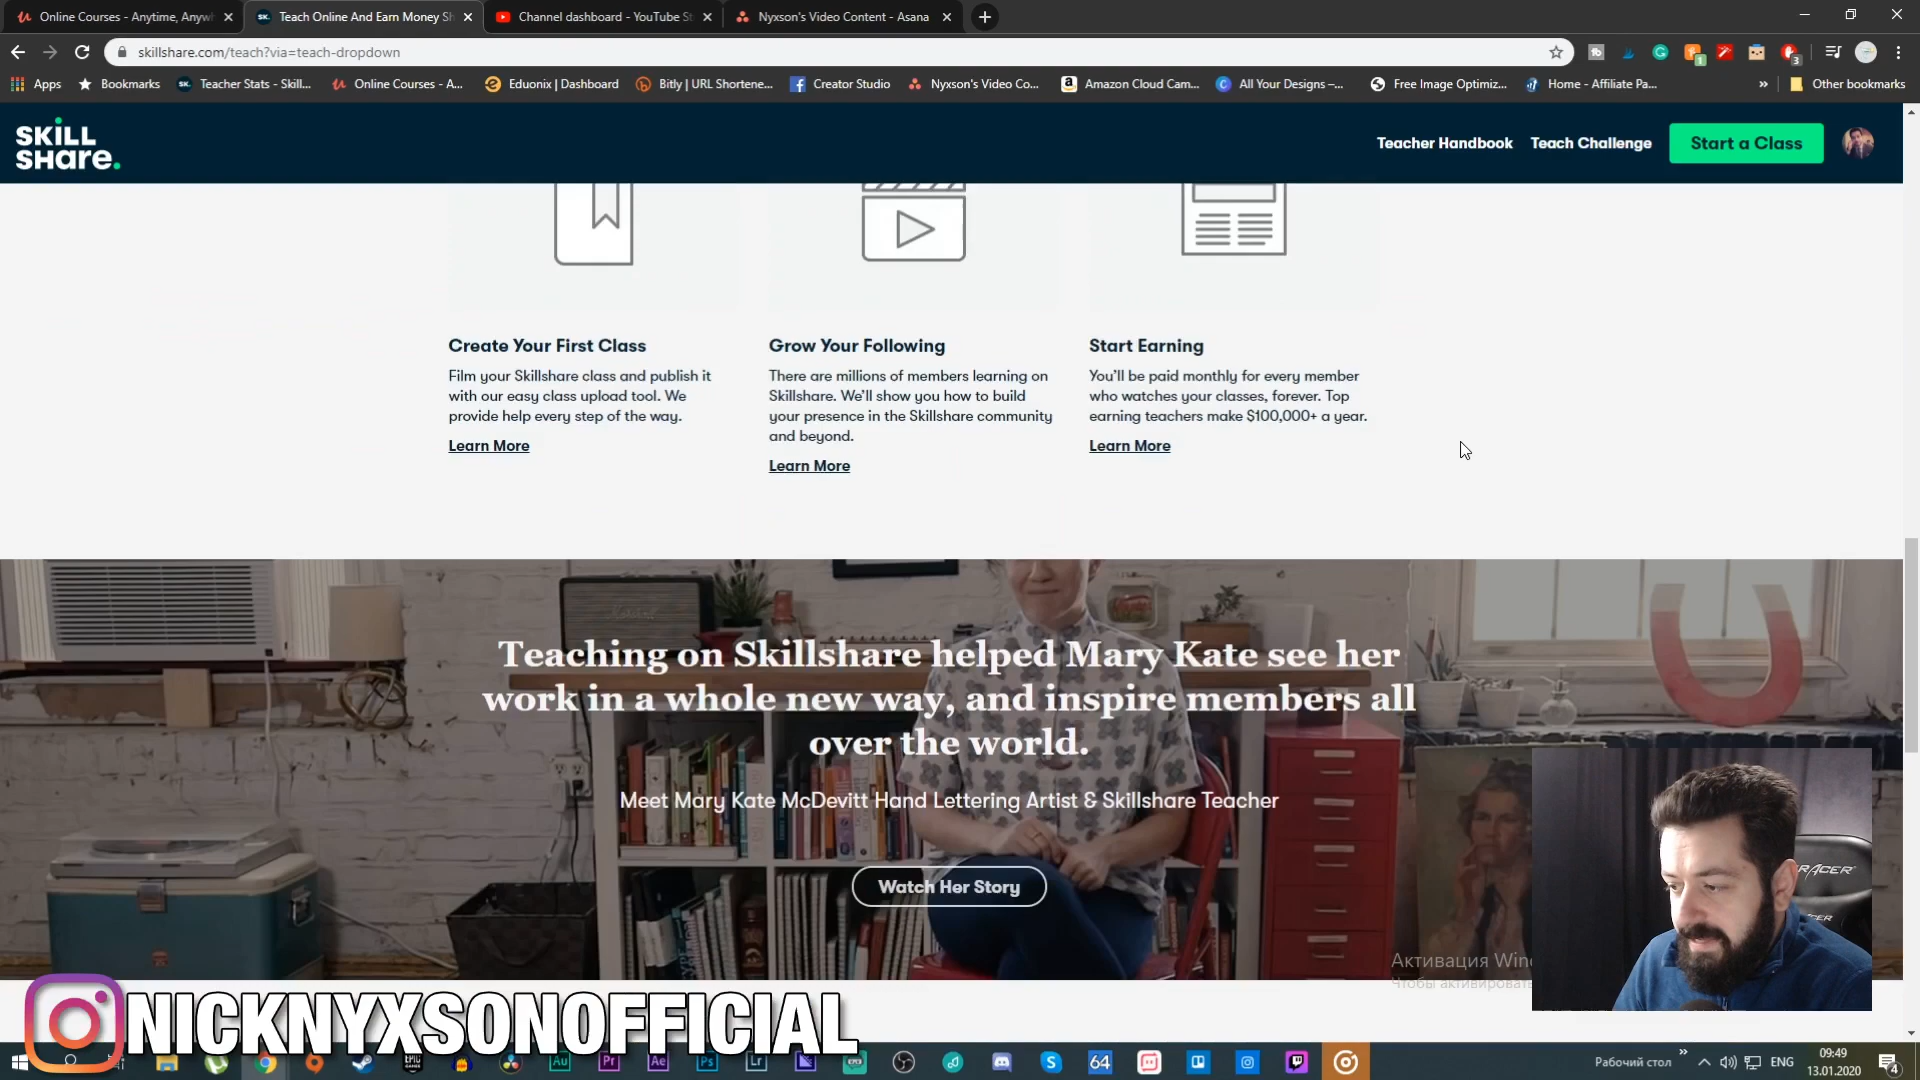 Online Courses - Anytime, Anywh
Teach Online And Earn Money Sh
Channel dashboard - YouTube St
Nyxson's Video Content - Asana
skillshare.com/teach?via=teach-dropdown
Apps
Bookmarks
Teacher Stats - Skill...
Online Courses - A...
Eduonix | Dashboard
Bitly | URL Shortene...
Creator Studio
Nyxson's Video Co...
Amazon Cloud Cam...
All Your Designs –...
Free Image Optimiz...
Home - Affiliate Pa...
Other bookmarks
SKILL
SHare.
Teacher Handbook
Teach Challenge
Start a Class
Create Your First Class
Film your Skillshare class and publish it
with our easy class upload tool. We
provide help every step of the way.
Learn More
Grow Your Following
There are millions of members learning on
Skillshare. We'll show you how to build
your presence in the Skillshare community
and beyond.
Learn More
Start Earning
You'll be paid monthly for every member
who watches your classes, forever. Top
earning teachers make $100,000+ a year.
Learn More
Teaching on Skillshare helped Mary Kate see her
work in a whole new way, and inspire members all
over the world.
Meet Mary Kate McDevitt Hand Lettering Artist & Skillshare Teacher
Watch Her Story
Активация Win
Чтобы активировать
NICKNYXSONOFFICIAL
Рабочий стол
ENG
09:49
13.01.2020
4